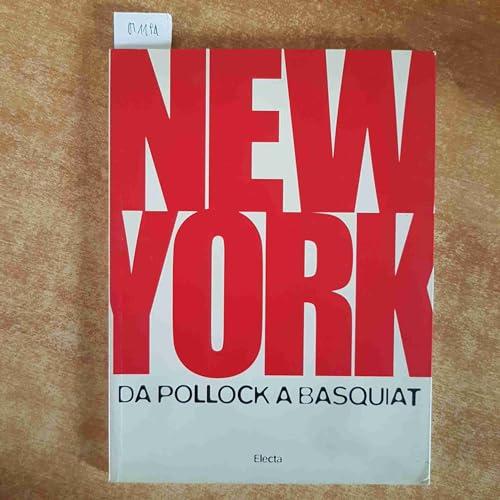 NEW
YORK
DA POLLOCK A BASQUIAT
Electa